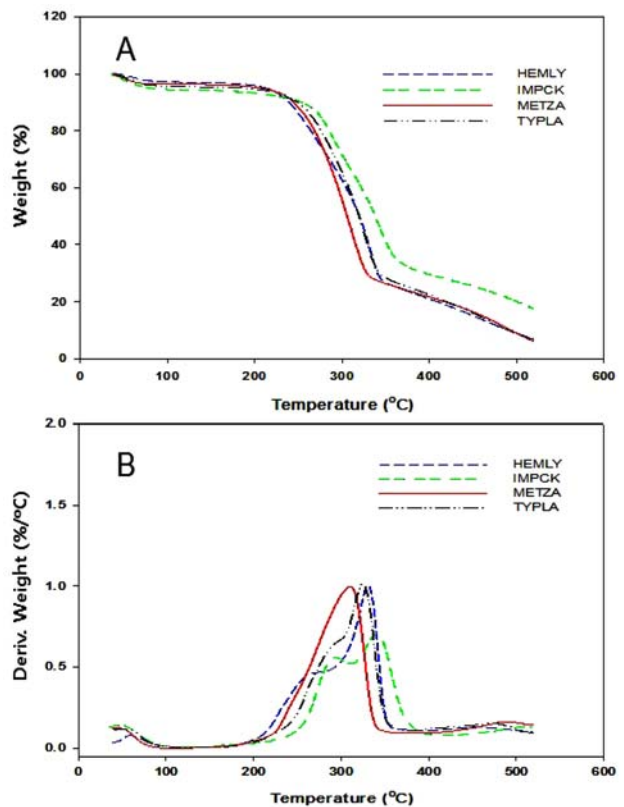 120
A
HEMLY
IMPCK
METZA
TYPLA
100
80
60
40
20
0
Weight (%)
0 100 200 300 400 500 600
Temperature (°C)
2.0
B
HEMLY
IMPCK
METZA
TYPLA
1.5
1.0
0.5
0.0
Deriv. Weight (%/°C)
0 100 200 300 400 500 600
Temperature (°C)